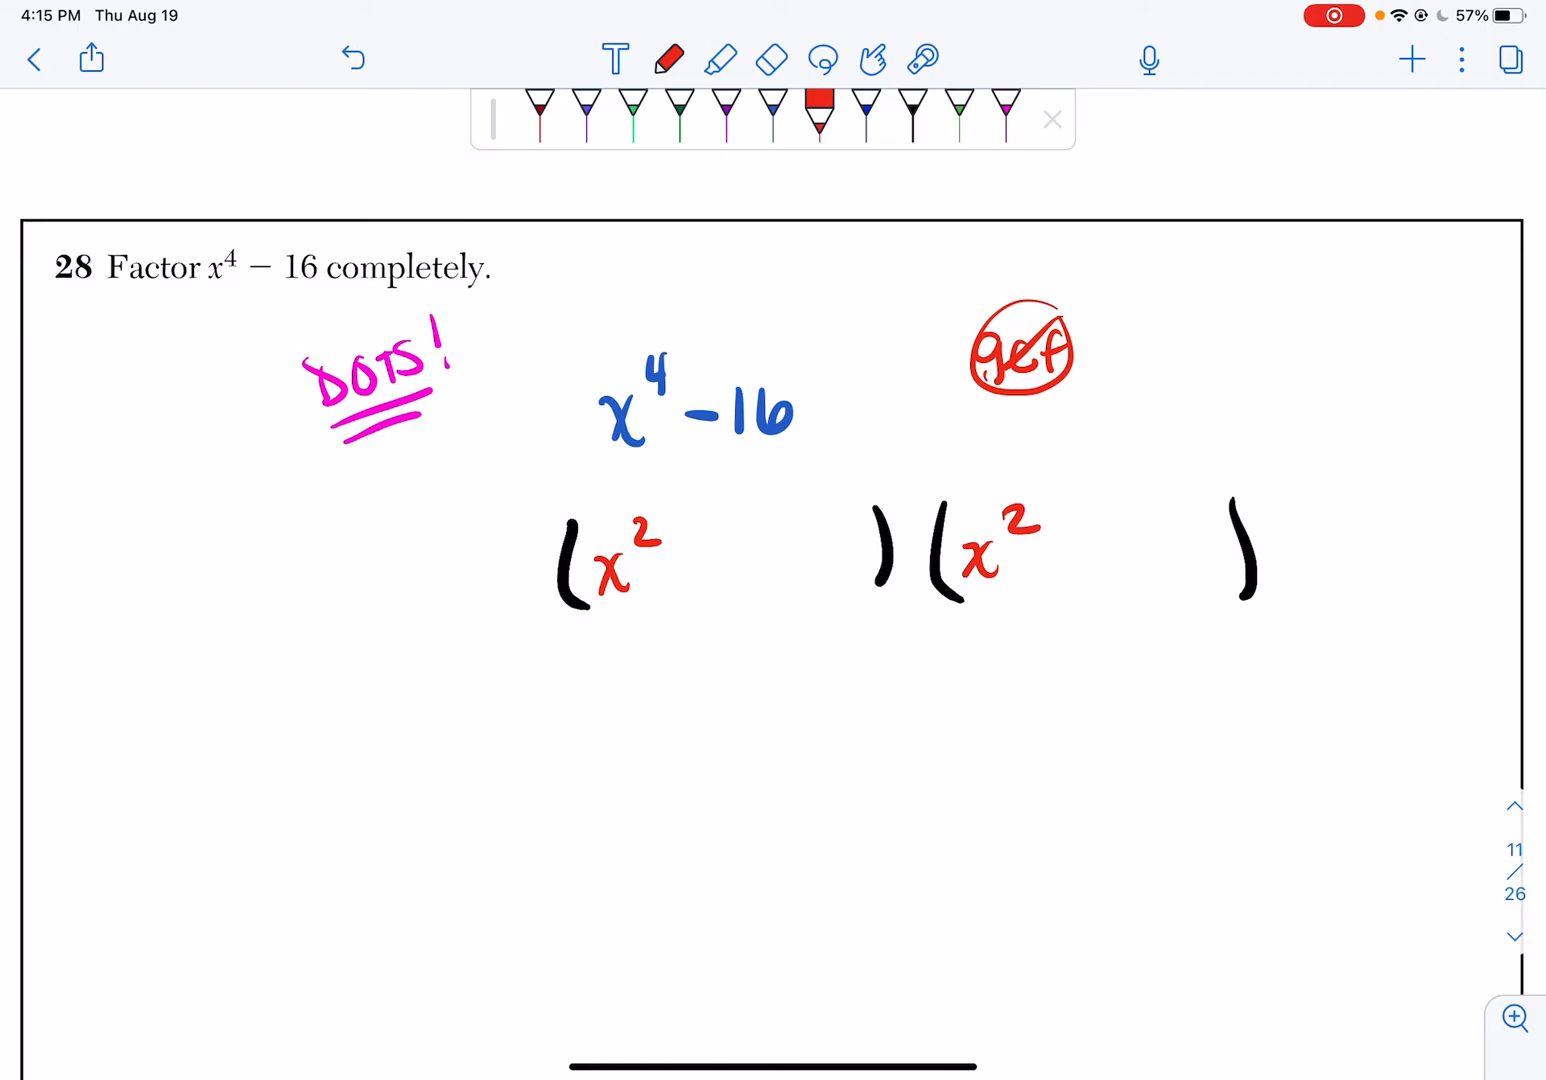 4:15 PM Thu Aug 19 57%
28 Factor x⁴ − 16 completely.
DOTS!
gcf
x⁴ − 16
(x² )(x² )
11
26